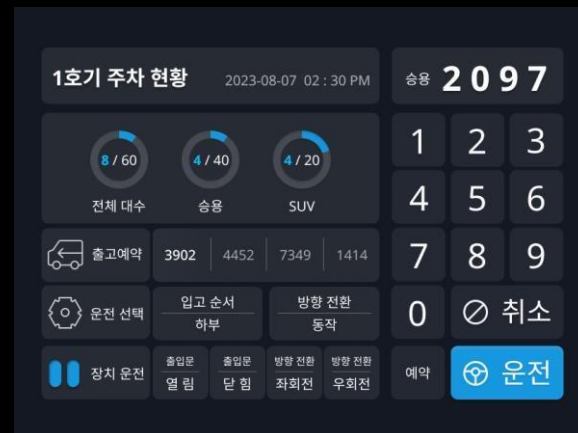 1호기 주차 현황
2023-08-07 02 : 30 PM
승용 2097
8 / 60
4 / 40
4 / 20
전체 대수
승용
SUV
출고예약
3902
4452
7349
1414
운전 선택
입고 순서
하부
방향 전환
동작
장치 운전
출입문
열 림
출입문
닫 힘
방향 전환
좌회전
방향 전환
우회전
1 2 3
4 5 6
7 8 9
0
취소
예약
운전